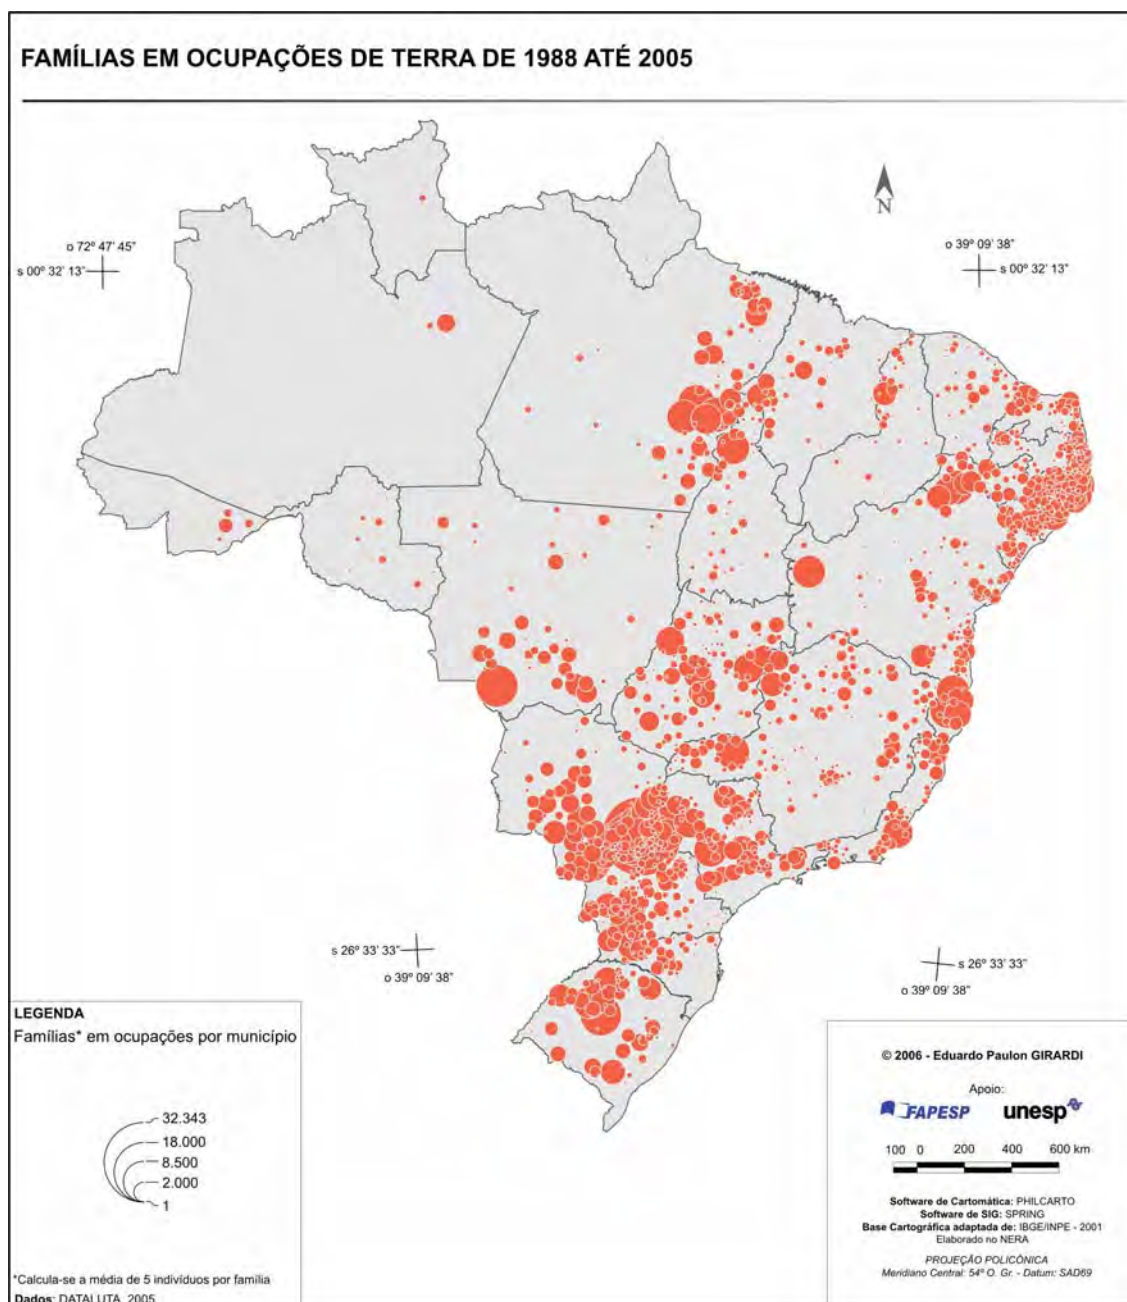 FAMÍLIAS EM OCUPAÇÕES DE TERRA DE 1988 ATÉ 2005
N
o 72º 47' 45"
s 00º 32' 13"
o 39º 09' 38"
s 00º 32' 13"
s 26º 33' 33"
o 39º 09' 38"
s 26º 33' 33"
o 39º 09' 38"
LEGENDA
Famílias* em ocupações por município
32.343
18.000
8.500
2.000
1
*Calcula-se a média de 5 indivíduos por família
Dados: DATALUTA, 2005
© 2006 - Eduardo Paulon GIRARDI
Apoio:
FAPESP unesp
100 0 200 400 600 km
Software de Cartomática: PHILCARTO
Software de SIG: SPRING
Base Cartográfica adaptada de: IBGE/INPE - 2001
Elaborado no NERA
PROJEÇÃO POLICÔNICA
Meridiano Central: 54º O. Gr. - Datum: SAD69